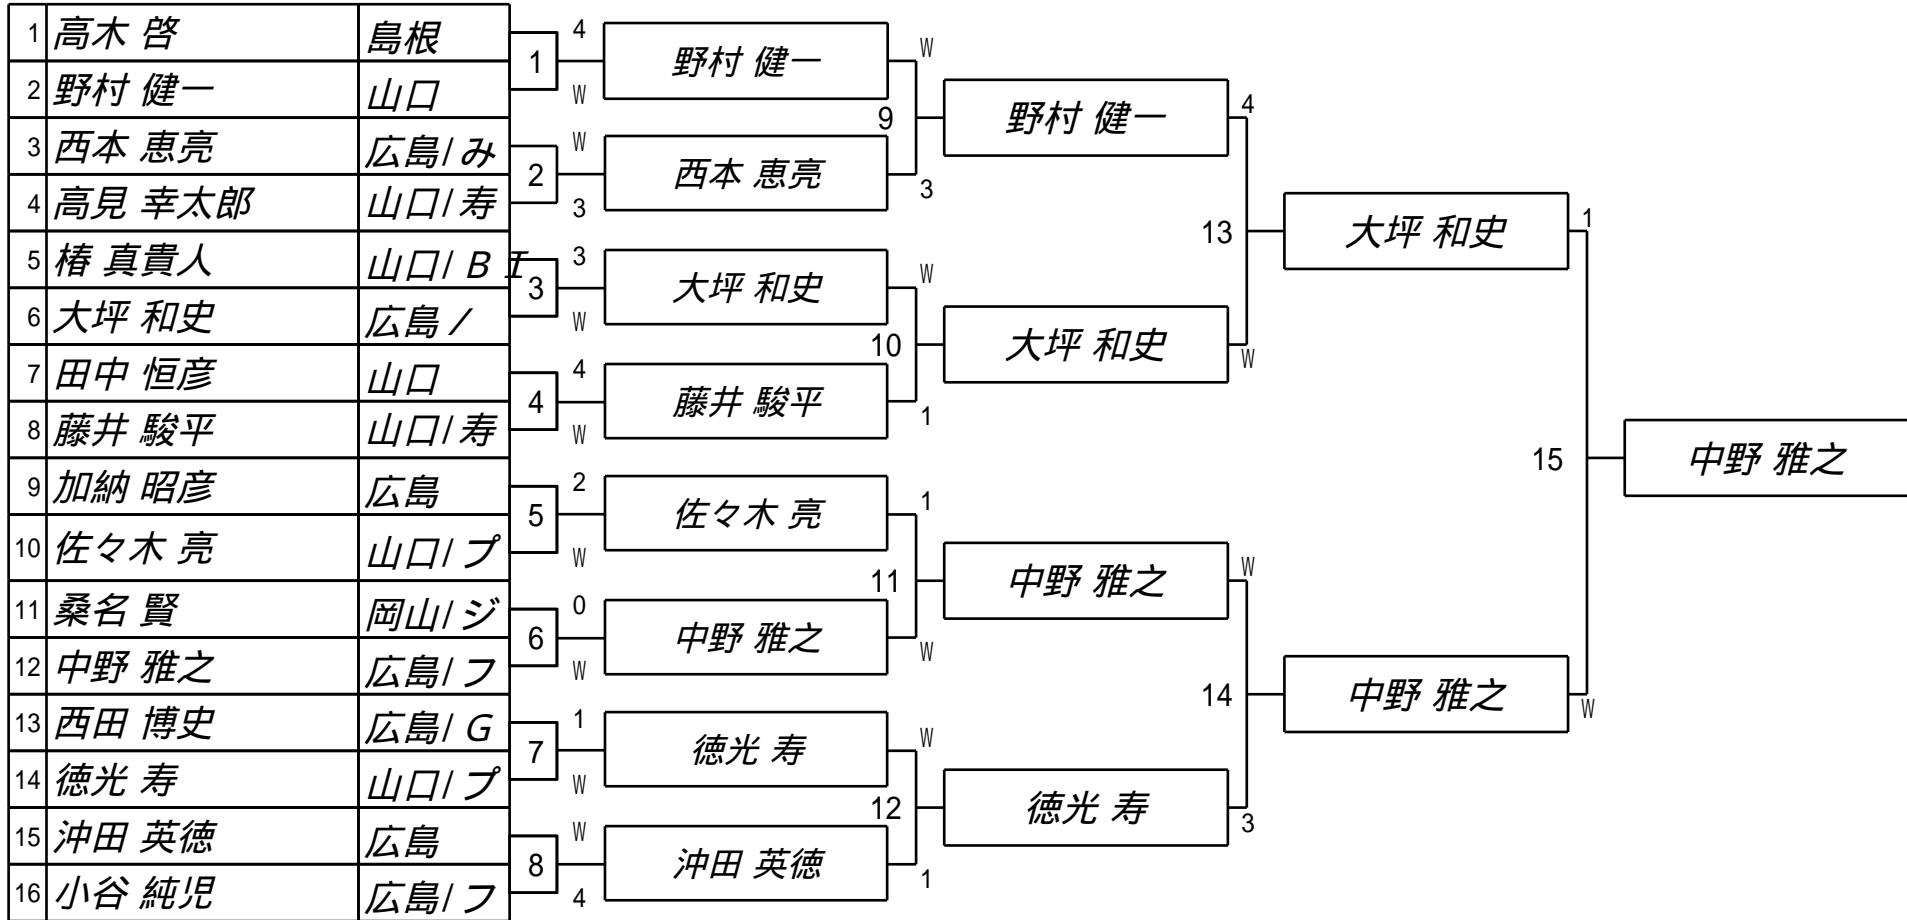 1 高木 啓 島根
2 野村 健一 山口
3 西本 恵亮 広島/み
4 高見 幸太郎 山口/寿
5 椿 真貴人 山口/ＢＩ
6 大坪 和史 広島／
7 田中 恒彦 山口
8 藤井 駿平 山口/寿
9 加納 昭彦 広島
10 佐々木 亮 山口/プ
11 桑名 賢 岡山/ジ
12 中野 雅之 広島/フ
13 西田 博史 広島/Ｇ
14 徳光 寿 山口/プ
15 沖田 英徳 広島
16 小谷 純児 広島/フ
1
4
W
2
W
3
3
3
W
4
4
W
5
2
W
6
0
W
7
1
W
8
W
4
野村 健一
西本 恵亮
大坪 和史
藤井 駿平
佐々木 亮
中野 雅之
徳光 寿
沖田 英徳
W
9
3
W
10
1
1
11
W
W
12
1
野村 健一
大坪 和史
中野 雅之
徳光 寿
4
13
W
W
14
3
大坪 和史
中野 雅之
1
15
W
中野 雅之